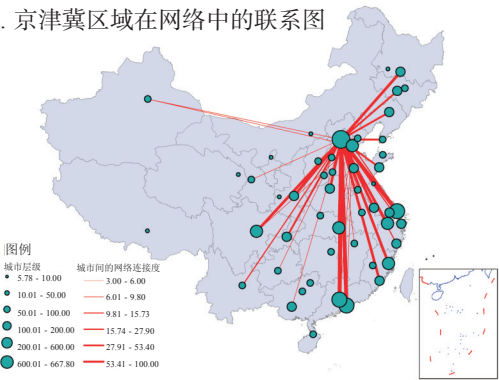 . 京津冀区域在网络中的联系图
图例
城市层级
5.78 - 10.00
10.01 - 50.00
50.01 - 100.00
100.01 - 200.00
200.01 - 600.00
600.01 - 667.80
城市间的网络连接度
3.00 - 6.00
6.01 - 9.80
9.81 - 15.73
15.74 - 27.90
27.91 - 53.40
53.41 - 100.00